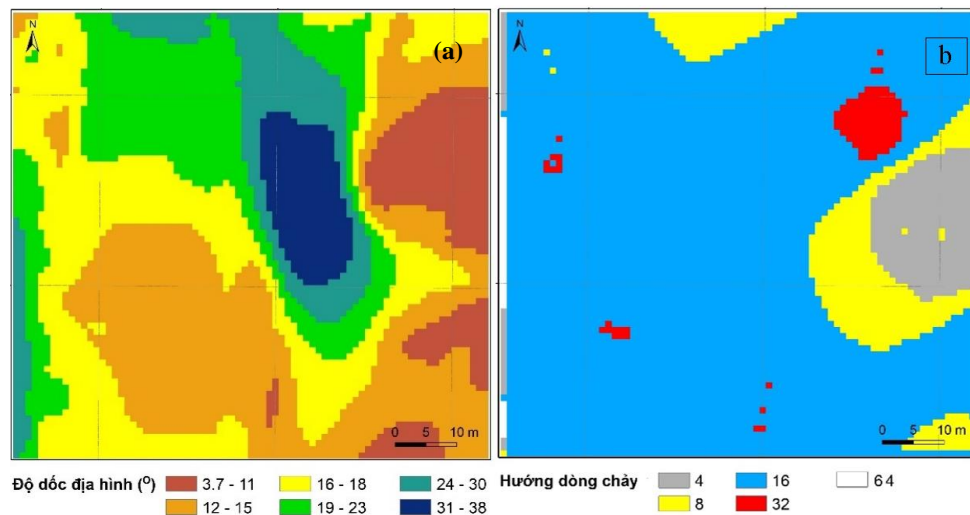 N
(a)
0 5 10 m
Độ dốc địa hình (º)
3.7 - 11
16 - 18
24 - 30
12 - 15
19 - 23
31 - 38
N
b
0 5 10 m
Hướng dòng chảy
4
16
64
8
32